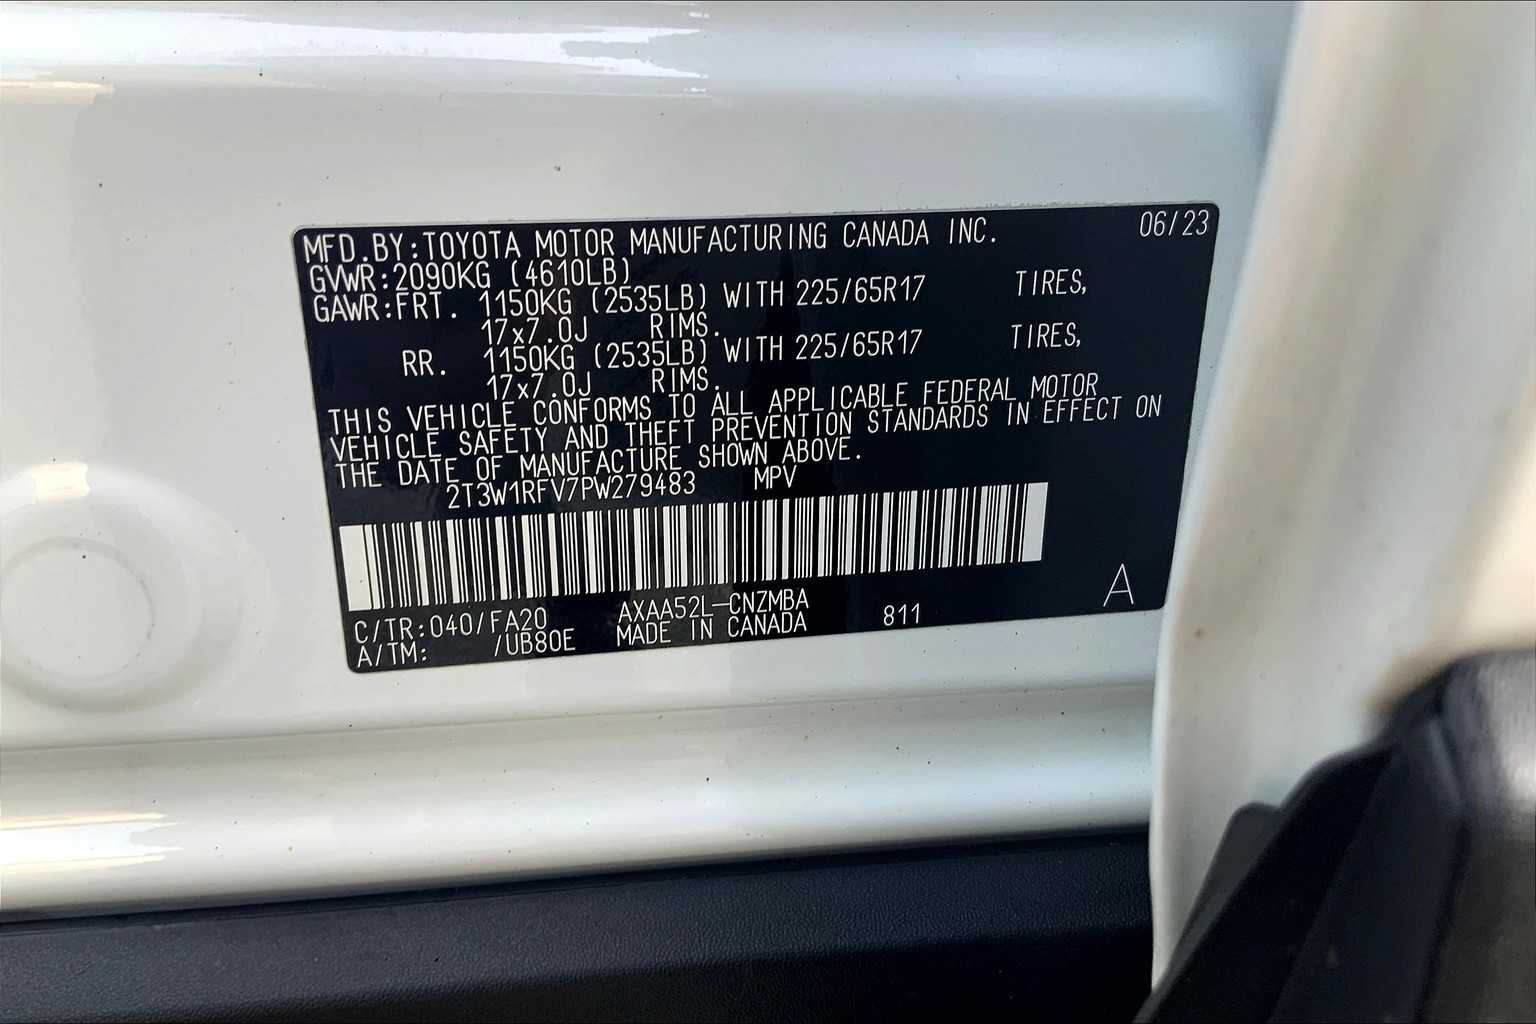 MFD.BY:TOYOTA MOTOR MANUFACTURING CANADA INC. 06/23
GVWR:2090KG (4610LB)
GAWR:FRT. 1150KG (2535LB) WITH 225/65R17 TIRES,
17x7.0J RIMS.
RR. 1150KG (2535LB) WITH 225/65R17 TIRES,
17x7.0J RIMS.
THIS VEHICLE CONFORMS TO ALL APPLICABLE FEDERAL MOTOR
VEHICLE SAFETY AND THEFT PREVENTION STANDARDS IN EFFECT ON
THE DATE OF MANUFACTURE SHOWN ABOVE.
2T3W1RFV7PW279483 MPV
C/TR:040/FA20 AXAA52L-CNZMBA 811 A
A/TM: /UB80E MADE IN CANADA